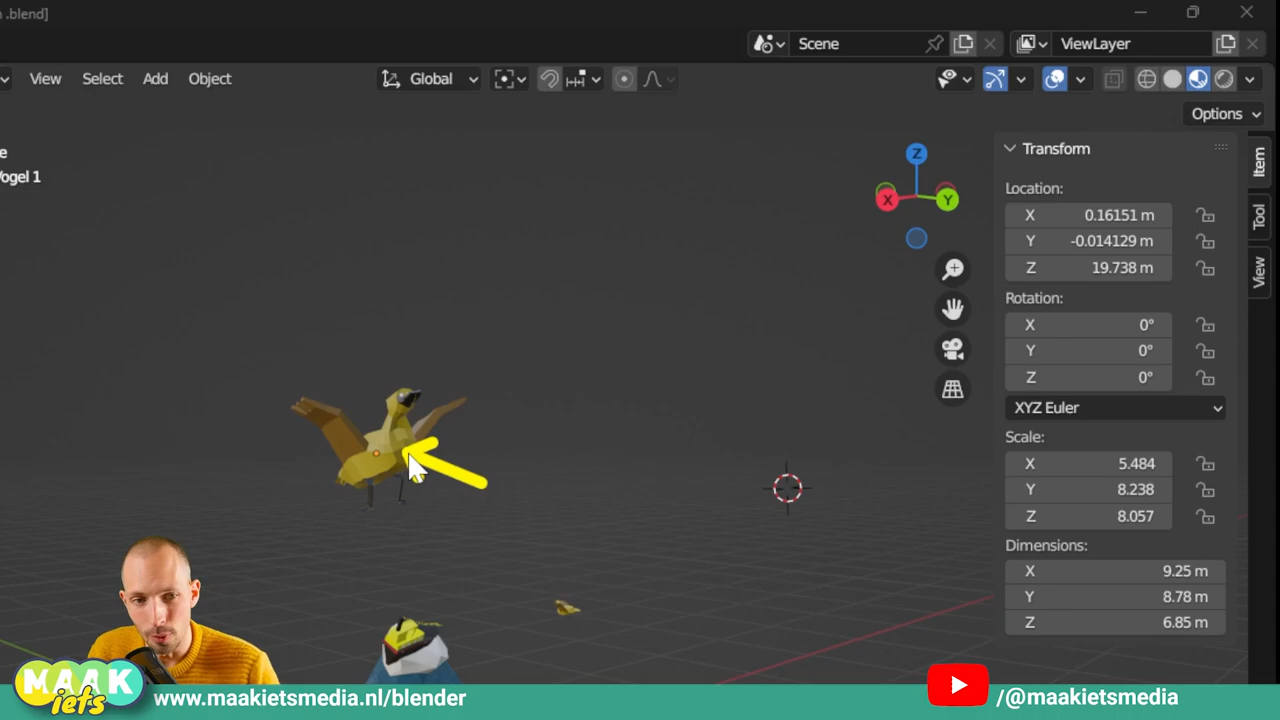 .blend]
Scene
ViewLayer
View Select Add Object
Global
Options
ogel 1
Z
X
Y
Transform
Location:
X 0.16151 m
Y -0.014129 m
Z 19.738 m
Rotation:
X 0°
Y 0°
Z 0°
XYZ Euler
Scale:
X 5.484
Y 8.238
Z 8.057
Dimensions:
X 9.25 m
Y 8.78 m
Z 6.85 m
Item
Tool
View
MAAK
iets
www.maakietsmedia.nl/blender
/@maakietsmedia